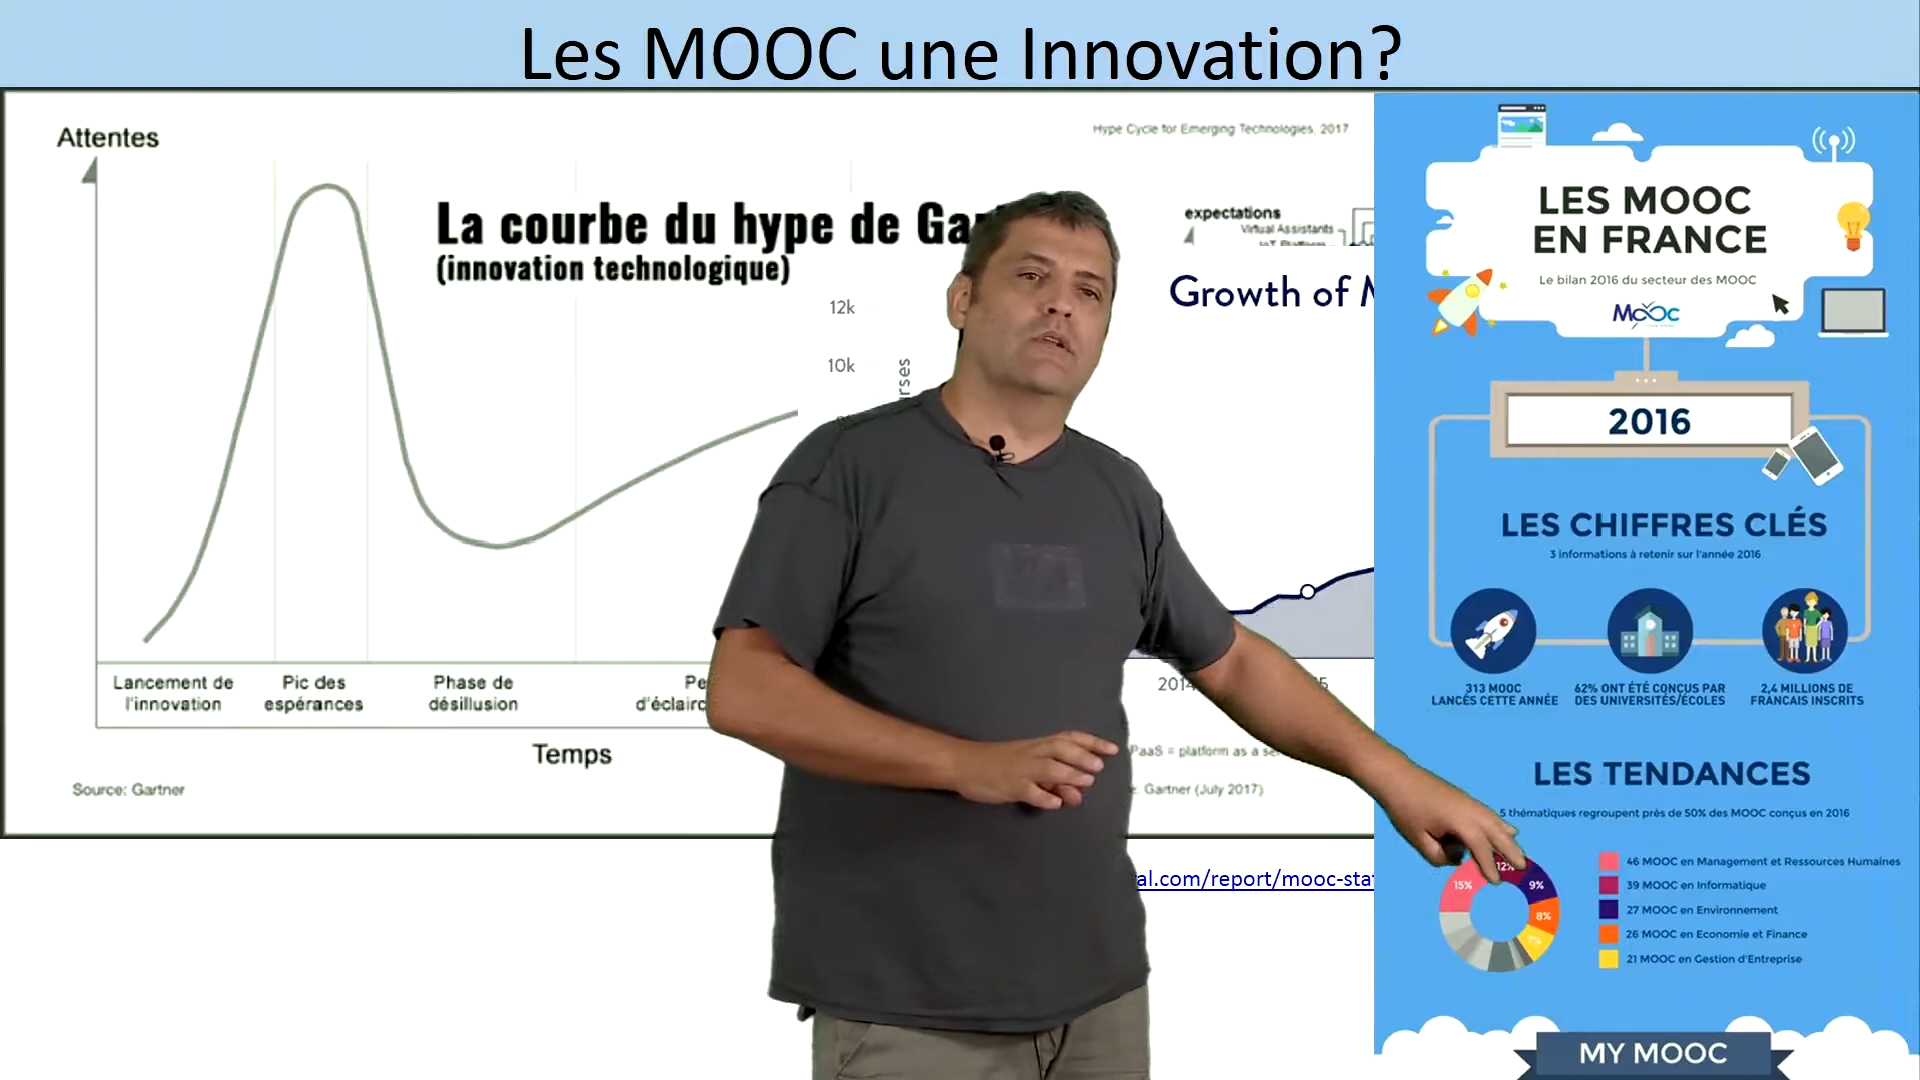 Les MOOC une Innovation?
Attentes
La courbe du hype de
(innovation technologique)
Lancement de
l'innovation
Pic des
espérances
Phase de
désillusion
Temps
Source: Gartner
Hype Cycle for Emerging Technologies, 2017
expectations
Virtual Assistants
IoT Platform
Growth of
12k
10k
2014
PaaS = platform as a
Gartner (July 2017)
al.com/report/mooc-sta
LES MOOC
EN FRANCE
Le bilan 2016 du secteur des MOOC
MOOC
2016
LES CHIFFRES CLÉS
3 informations à retenir sur l'année 2016
313 MOOC
LANCÉS CETTE ANNÉE
62% ONT ÉTÉ CONÇUS PAR
DES UNIVERSITÉS/ÉCOLES
2,4 MILLIONS DE
FRANCAIS INSCRITS
LES TENDANCES
5 thématiques regroupent près de 50% des MOOC conçus en 2016
15%
12%
9%
8%
7%
46 MOOC en Management et Ressources Humaines
39 MOOC en Informatique
27 MOOC en Environnement
26 MOOC en Economie et Finance
21 MOOC en Gestion d'Entreprise
MY MOOC